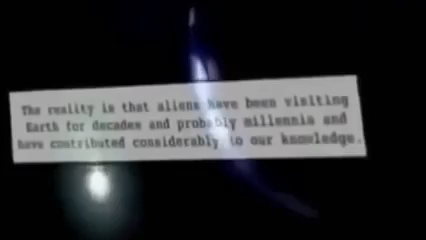 The reality is that aliens have been visiting
Earth for decades and probably millennia and
have contributed considerably to our knowledge.